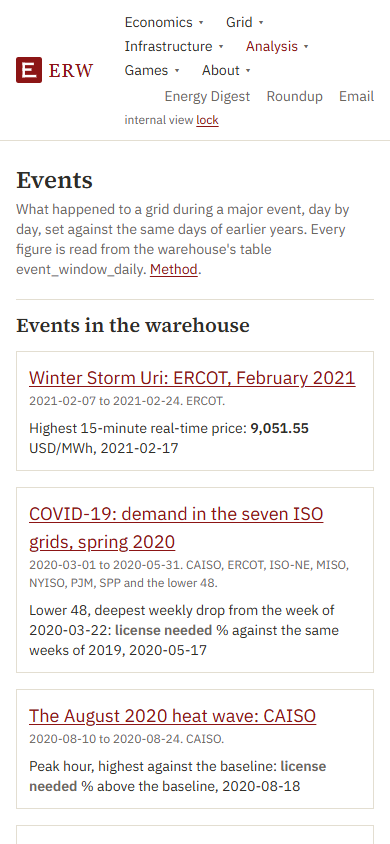 E ERW
Economics ▾ Grid ▾
Infrastructure ▾ Analysis ▾
Games ▾ About ▾
Energy Digest Roundup Email
internal view lock
Events
What happened to a grid during a major event, day by
day, set against the same days of earlier years. Every
figure is read from the warehouse's table
event_window_daily. Method.
Events in the warehouse
Winter Storm Uri: ERCOT, February 2021
2021-02-07 to 2021-02-24. ERCOT.
Highest 15-minute real-time price: 9,051.55
USD/MWh, 2021-02-17
COVID-19: demand in the seven ISO
grids, spring 2020
2020-03-01 to 2020-05-31. CAISO, ERCOT, ISO-NE, MISO,
NYISO, PJM, SPP and the lower 48.
Lower 48, deepest weekly drop from the week of
2020-03-22: license needed % against the same
weeks of 2019, 2020-05-17
The August 2020 heat wave: CAISO
2020-08-10 to 2020-08-24. CAISO.
Peak hour, highest against the baseline: license
needed % above the baseline, 2020-08-18